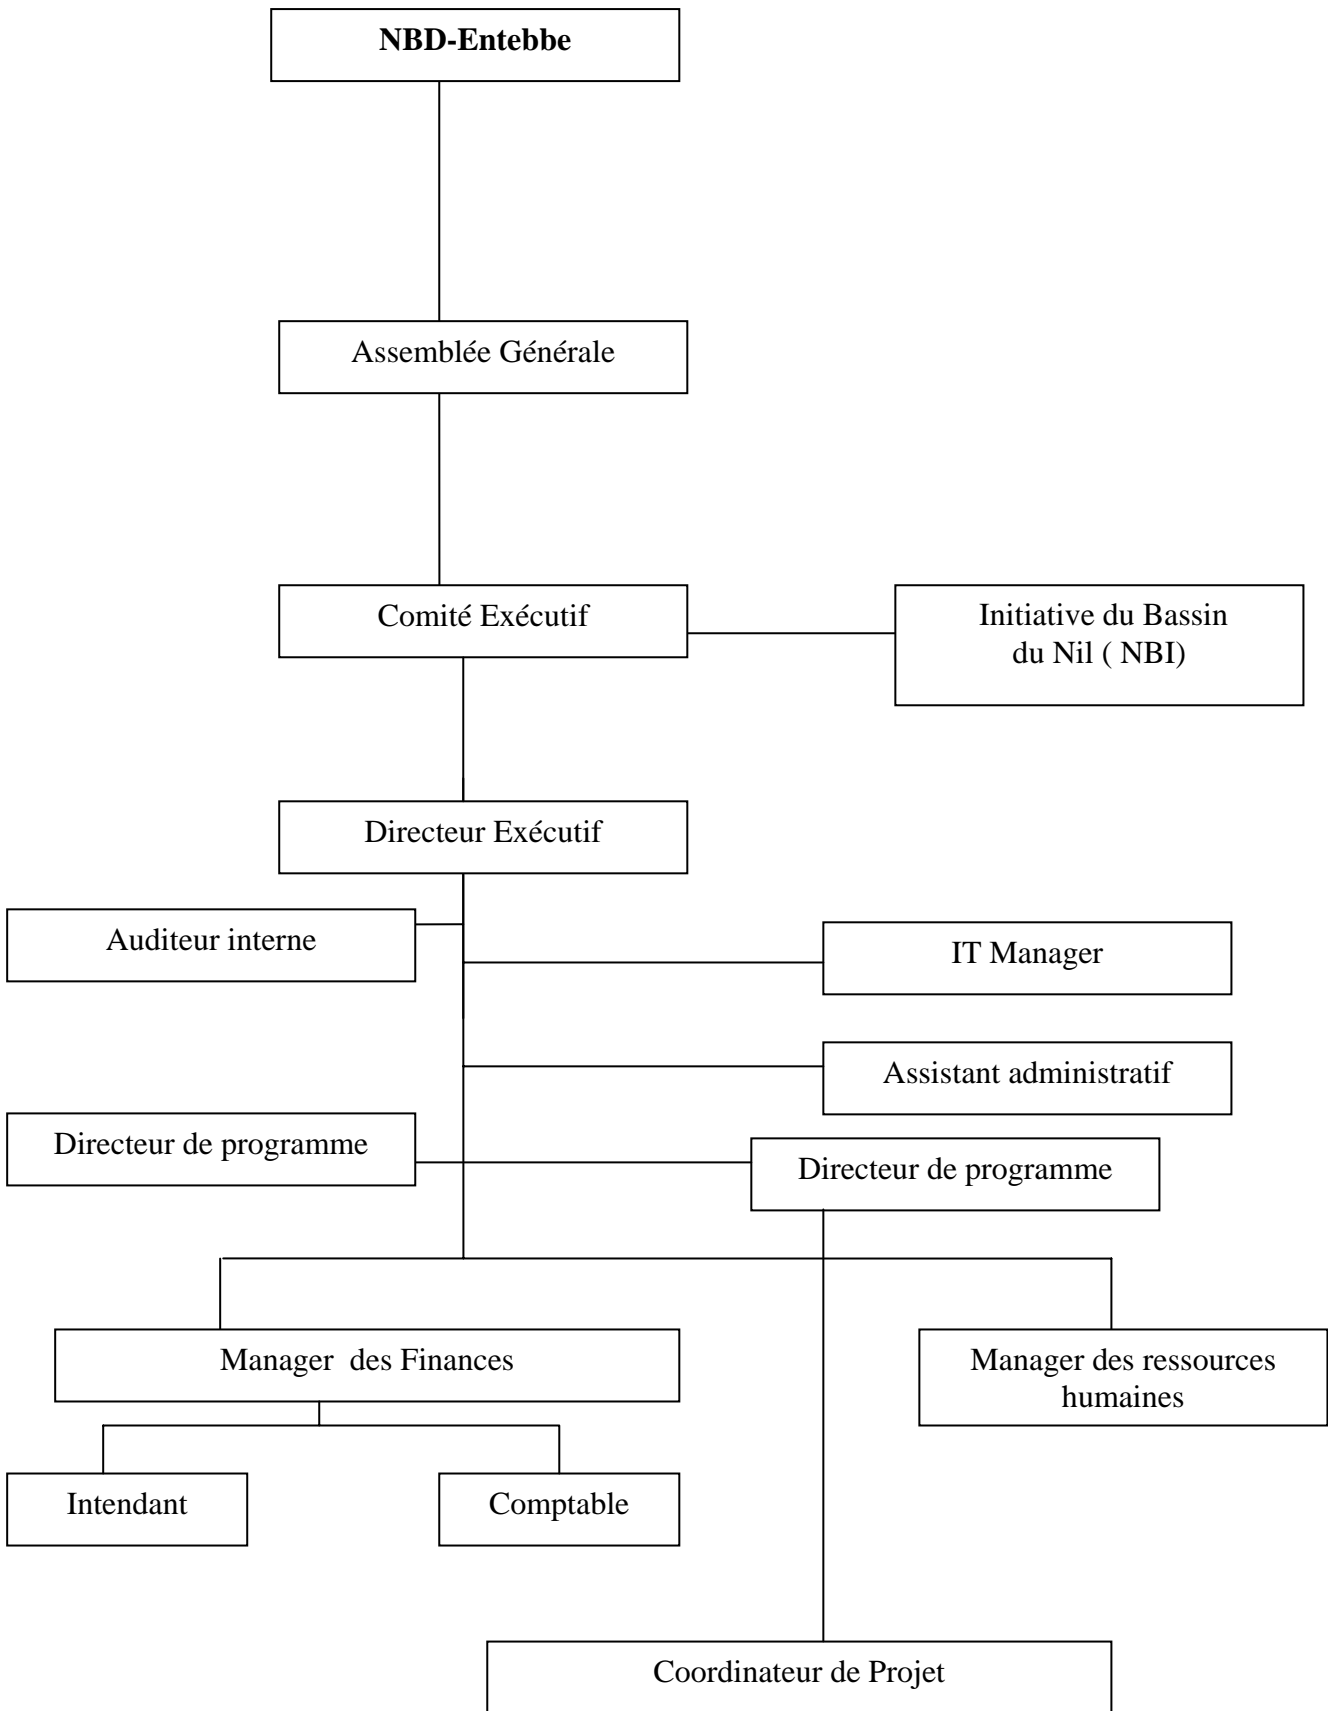 NBD-Entebbe
Assemblée Générale
Comité Exécutif
Initiative du Bassin
du Nil ( NBI)
Directeur Exécutif
Auditeur interne
IT Manager
Assistant administratif
Directeur de programme
Directeur de programme
Manager  des Finances
Manager des ressources
humaines
Intendant
Comptable
Coordinateur de Projet